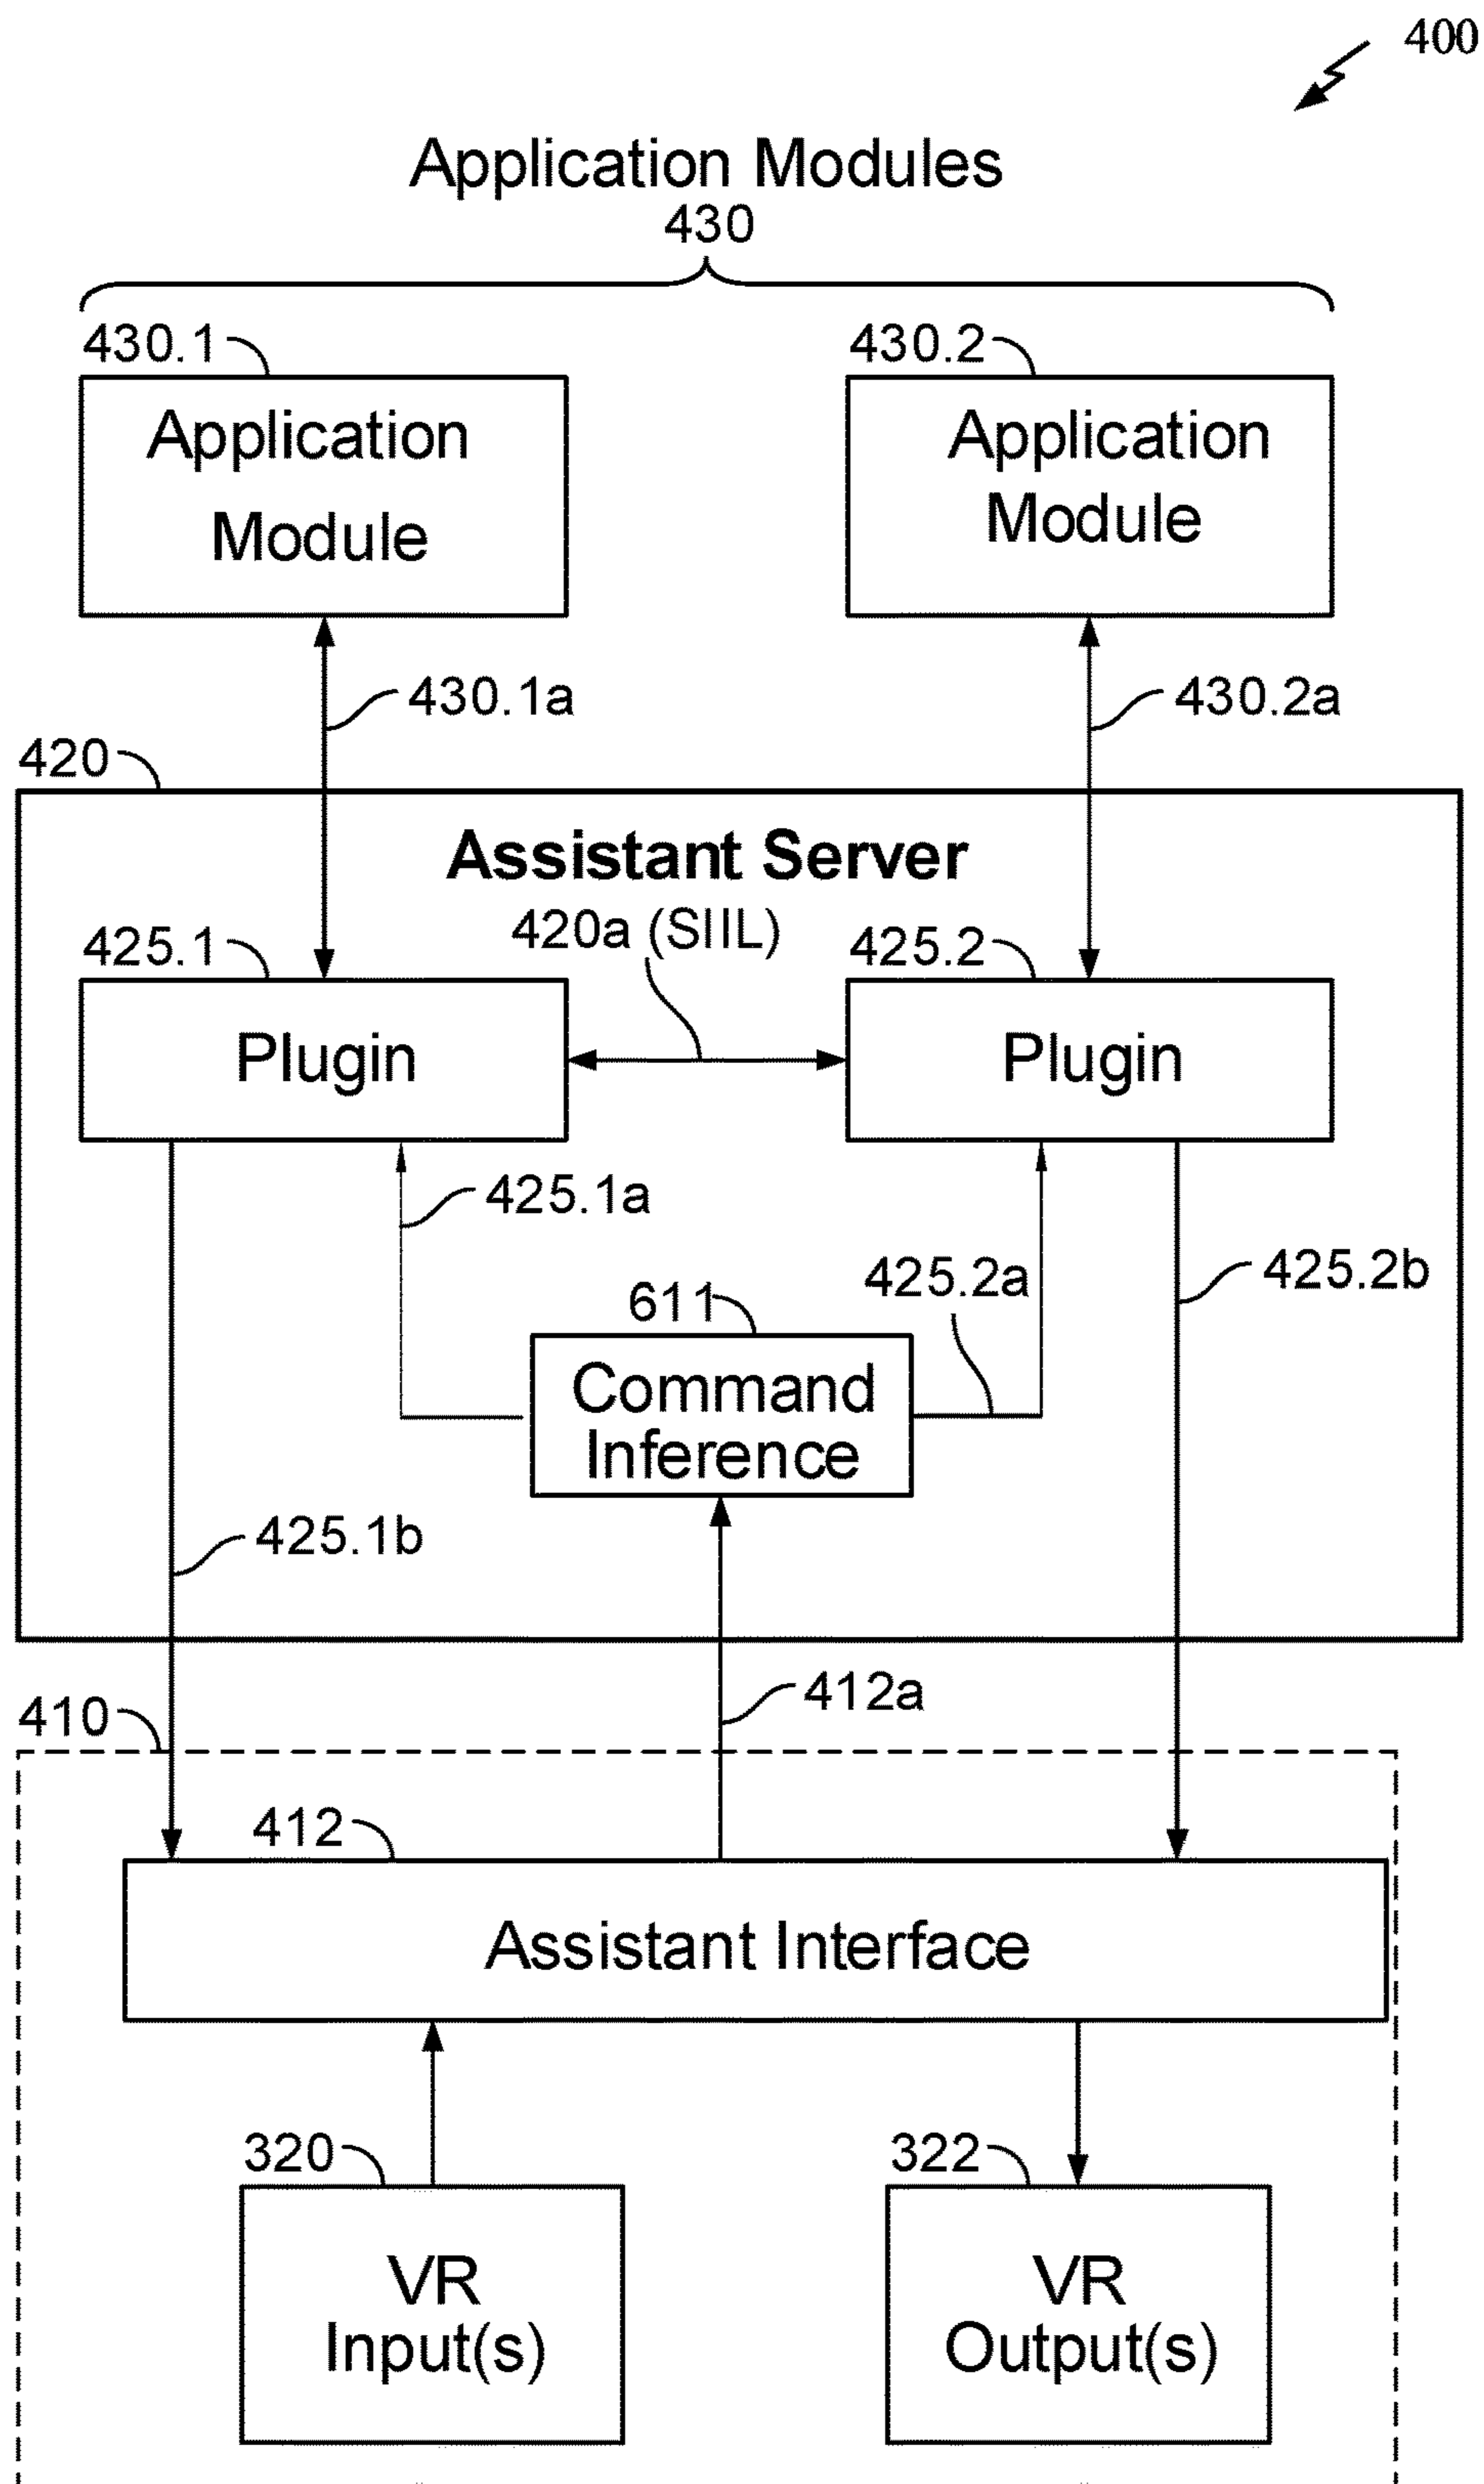 400
Application Modules
430
430.1
430.2
Application
Module
Application
Module
430.1a
430.2a
420
Assistant Server
420a (SIIL)
425.1
425.2
Plugin
Plugin
425.1a
425.2a
425.2b
611
Command
Inference
425.1b
412a
410
412
Assistant Interface
320
322
VR
Input(s)
VR
Output(s)